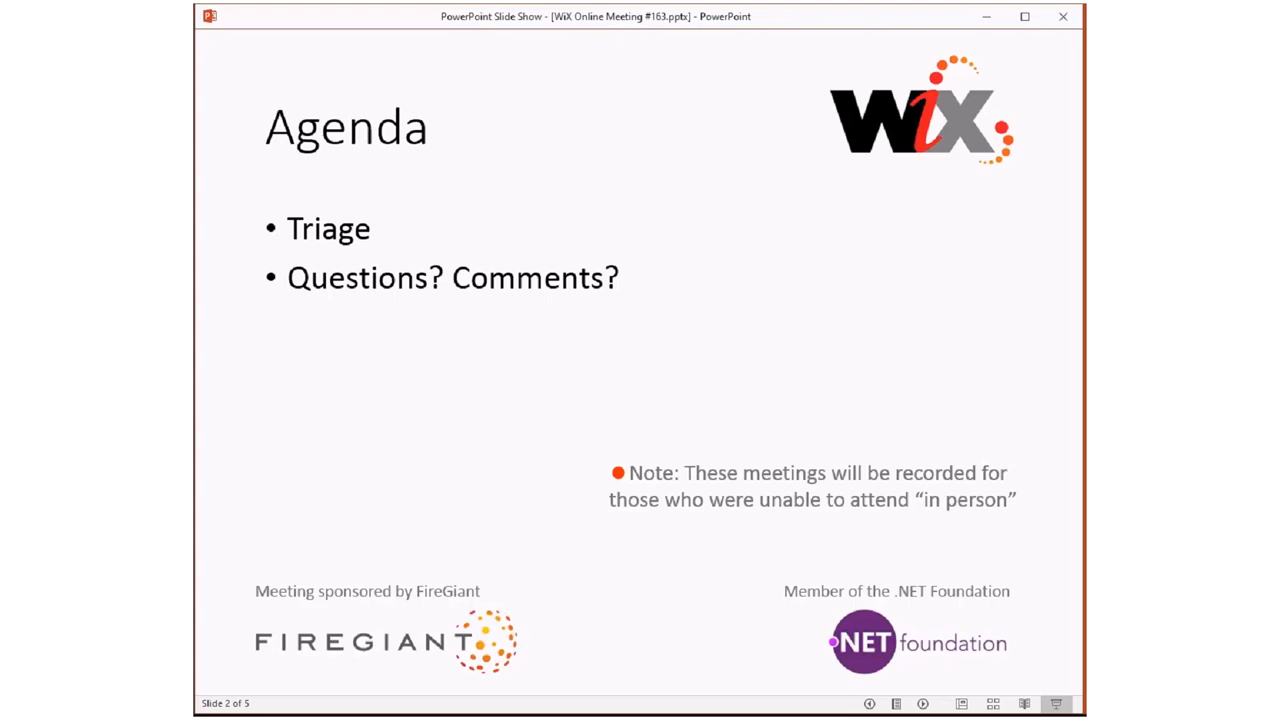 PowerPoint Slide Show - [WiX Online Meeting #163.pptx] - PowerPoint
WiX
Agenda
• Triage
• Questions? Comments?
Note: These meetings will be recorded for
those who were unable to attend “in person”
Meeting sponsored by FireGiant
FIREGIANT
Member of the .NET Foundation
.NET foundation
Slide 2 of 5